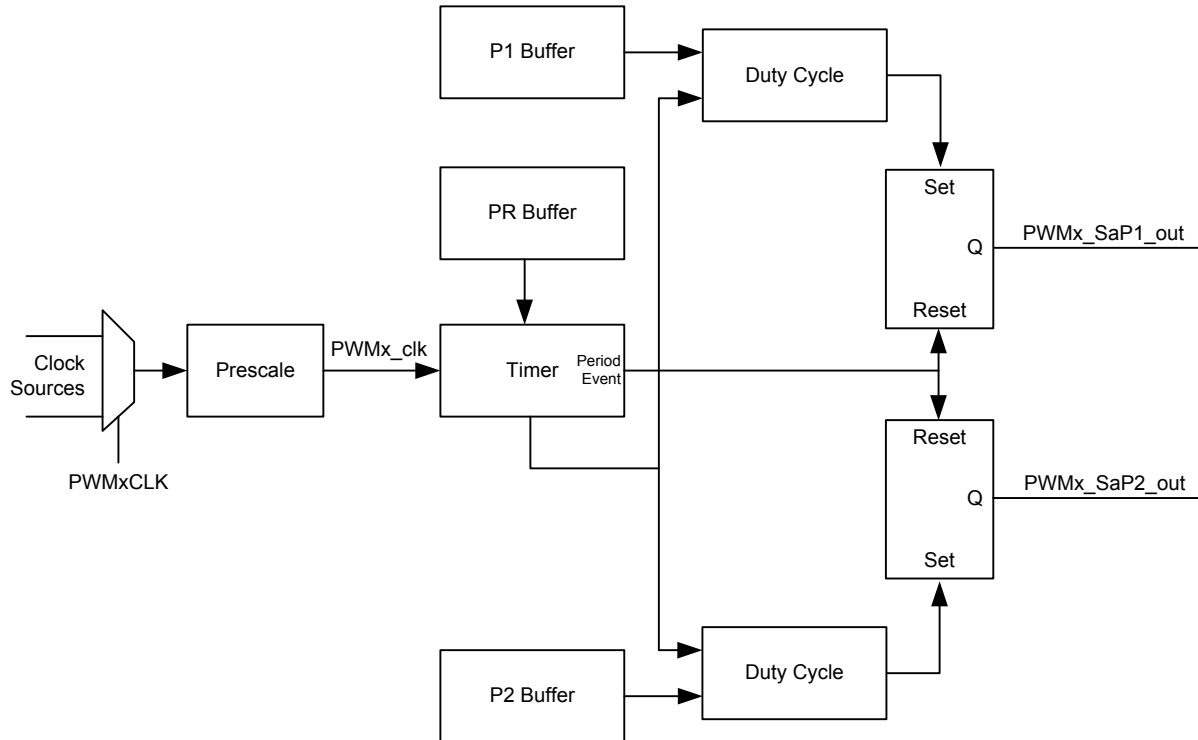 P1 Buffer
Duty Cycle
PR Buffer
Set
Q
PWMx_SaP1_out
Reset
Clock
Sources
Prescale
PWMx_clk
Timer
Period
Event
PWMxCLK
Reset
Q
PWMx_SaP2_out
Set
P2 Buffer
Duty Cycle